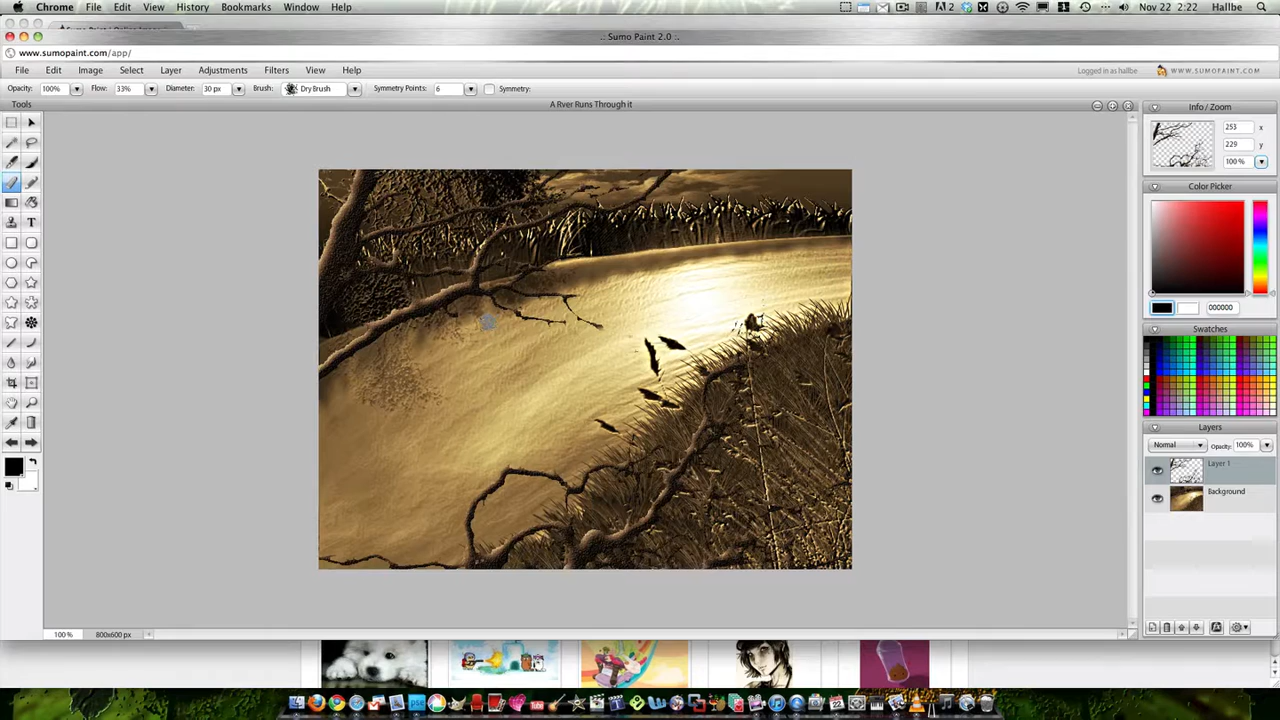 Chrome File Edit View History Bookmarks Window Help 2 Nov 22 2:22 Hallbe
.: Sumo Paint 2.0 :.
www.sumopaint.com/app/
File Edit Image Select Layer Adjustments Filters View Help Logged in as hallbe WWW.SUMOPAINT.COM
Opacity: 100% Flow: 33% Diameter: 30 px Brush: Dry Brush Symmetry Points: 6 Symmetry:
Tools A Rver Runs Through it Info / Zoom
253 x
229 y
100 %
Color Picker
000000
Swatches
Layers
Normal Opacity: 100%
Layer 1
Background
100 % 800x600 px